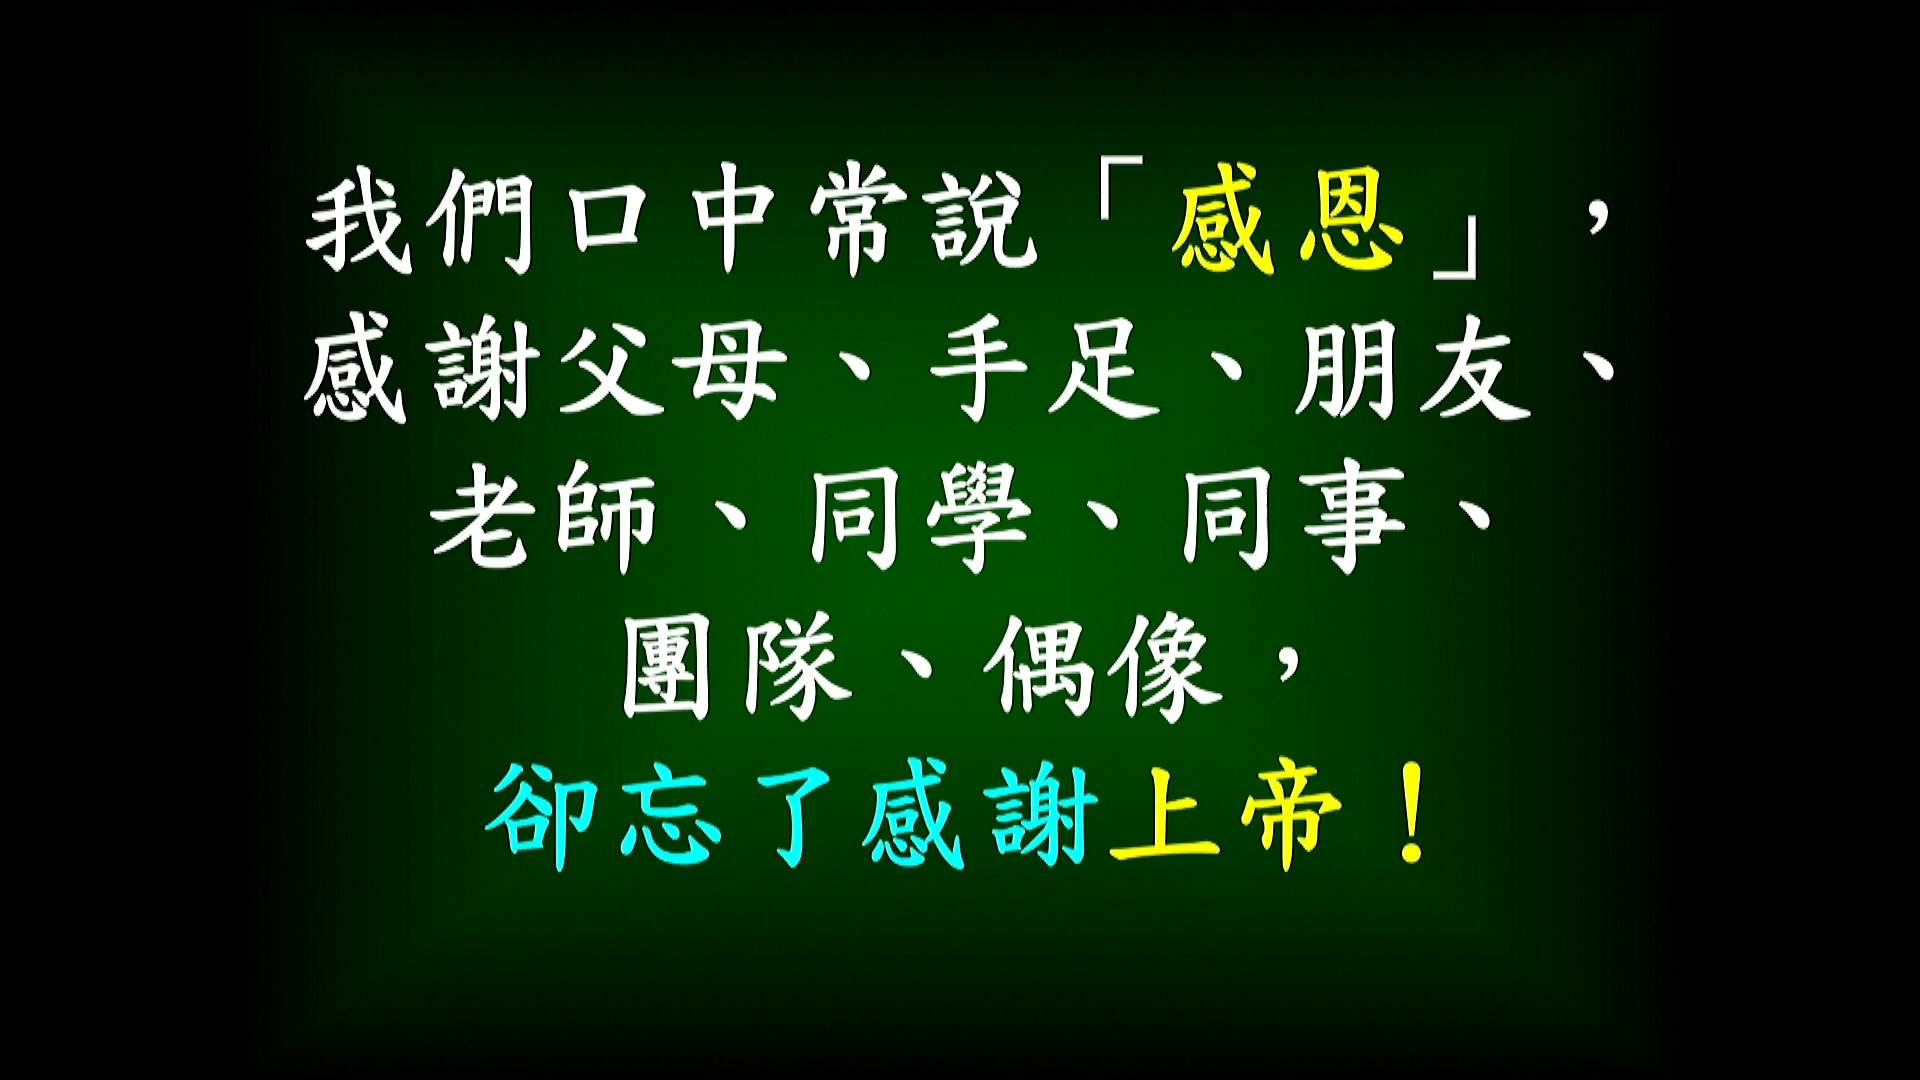 我們口中常說「感恩」，
感謝父母、手足、朋友、
老師、同學、同事、
團隊、偶像，
卻忘了感謝上帝！